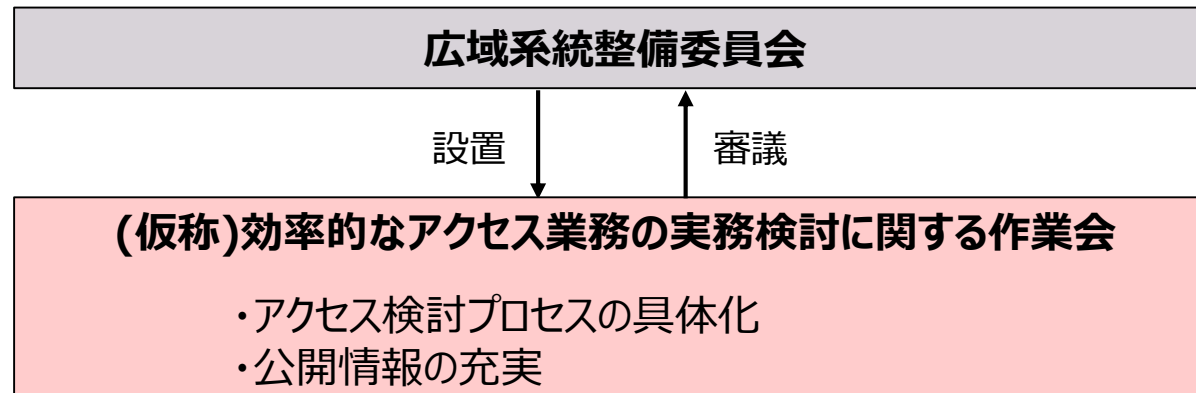 広域系統整備委員会
設置
審議
(仮称)効率的なアクセス業務の実務検討に関する作業会
・アクセス検討プロセスの具体化
・公開情報の充実